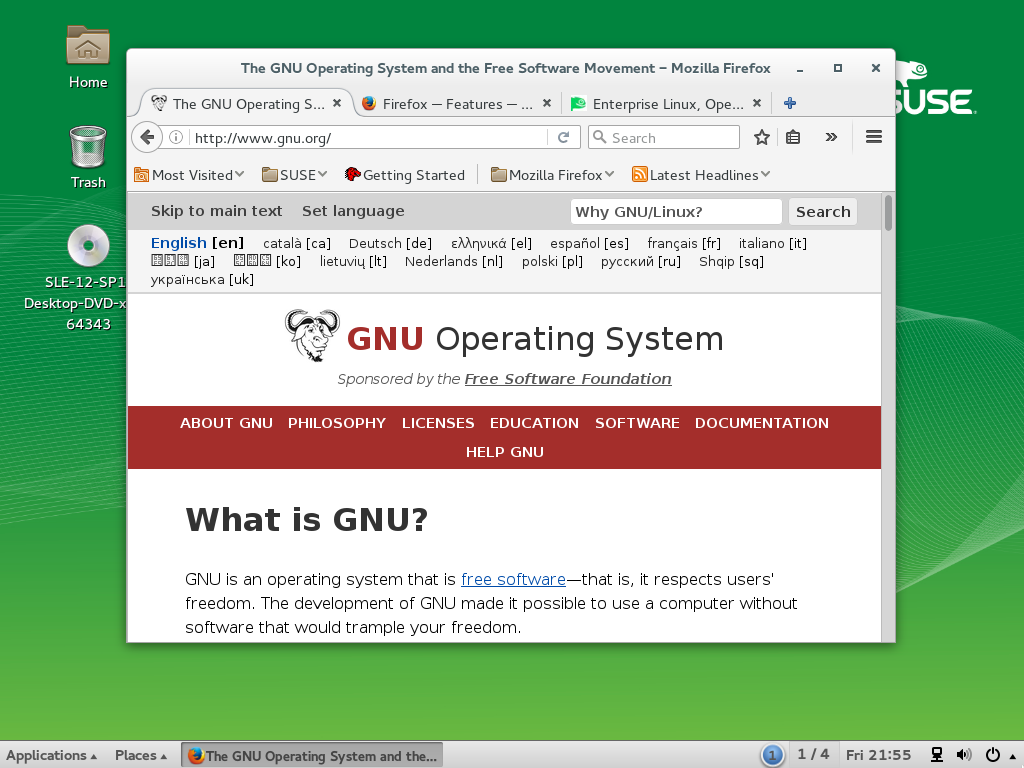 Home
Trash
SLE-12-SP1
Desktop-DVD-x
64343
SUSE
The GNU Operating System and the Free Software Movement – Mozilla Firefox
The GNU Operating S...
Firefox — Features — ...
Enterprise Linux, Ope...
http://www.gnu.org/
Search
Most Visited
SUSE
Getting Started
Mozilla Firefox
Latest Headlines
Skip to main text Set language
Why GNU/Linux? Search
English [en] català [ca] Deutsch [de] ελληνικά [el] español [es] français [fr] italiano [it]
[ja] [ko] lietuvių [lt] Nederlands [nl] polski [pl] русский [ru] Shqip [sq]
українська [uk]
GNU Operating System
Sponsored by the Free Software Foundation
ABOUT GNU PHILOSOPHY LICENSES EDUCATION SOFTWARE DOCUMENTATION
HELP GNU
What is GNU?
GNU is an operating system that is free software—that is, it respects users'
freedom. The development of GNU made it possible to use a computer without
software that would trample your freedom.
Applications Places The GNU Operating System and the... 1 1 / 4 Fri 21:55